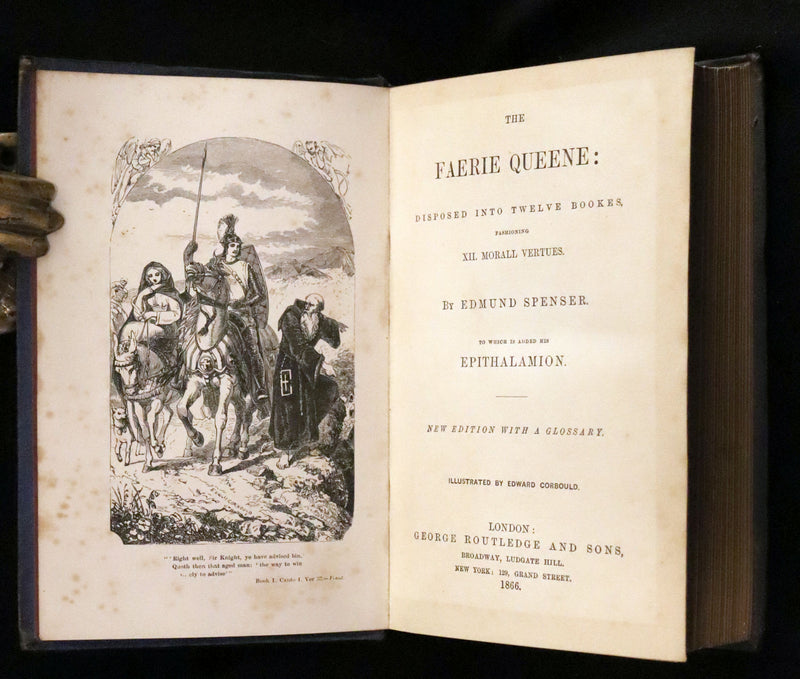 "'Right well, Sir Knight, ye have advised bin,
Quoth then that aged man: 'the way to win
to advise'"
Book I. Canto I. Ver
THE
FAERIE QUEENE:
DISPOSED INTO TWELVE BOOKES,
FASHIONING
XII. MORALL VERTUES.
BY EDMUND SPENSER.
TO WHICH IS ADDED HIS
EPITHALAMION.
NEW EDITION WITH A GLOSSARY.
ILLUSTRATED BY EDWARD CORBOULD.
LONDON:
GEORGE ROUTLEDGE AND SONS,
BROADWAY, LUDGATE HILL.
NEW YORK: 129, GRAND STREET.
1866.